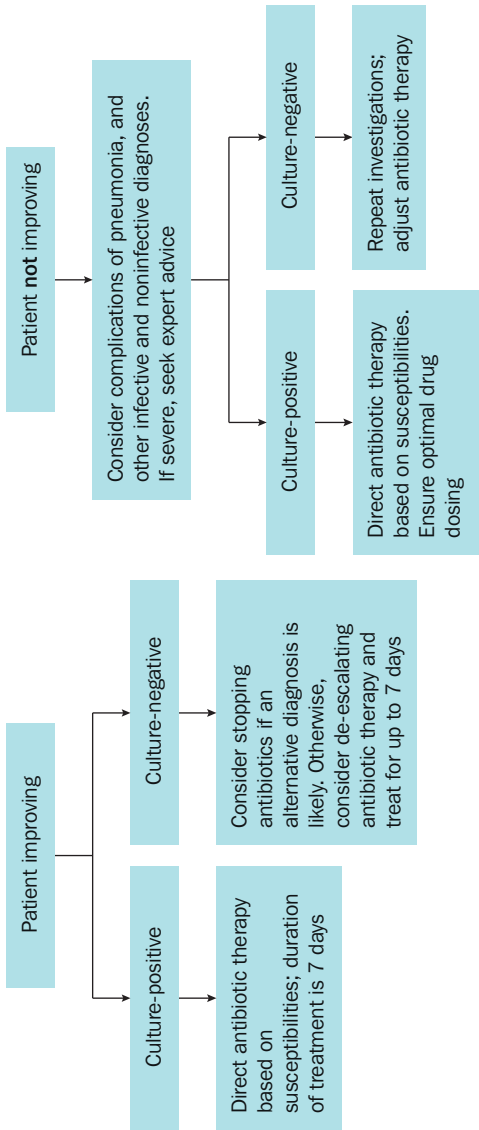 Patient improving
Culture-positive
Direct antibiotic therapy
based on
susceptibilities; duration
of treatment is 7 days
Culture-negative
Consider stopping
antibiotics if an
alternative diagnosis is
likely. Otherwise,
consider de-escalating
antibiotic therapy and
treat for up to 7 days
Patient not improving
Consider complications of pneumonia, and
other infective and noninfective diagnoses.
If severe, seek expert advice
Culture-positive
Direct antibiotic therapy
based on susceptibilities.
Ensure optimal drug
dosing
Culture-negative
Repeat investigations;
adjust antibiotic therapy